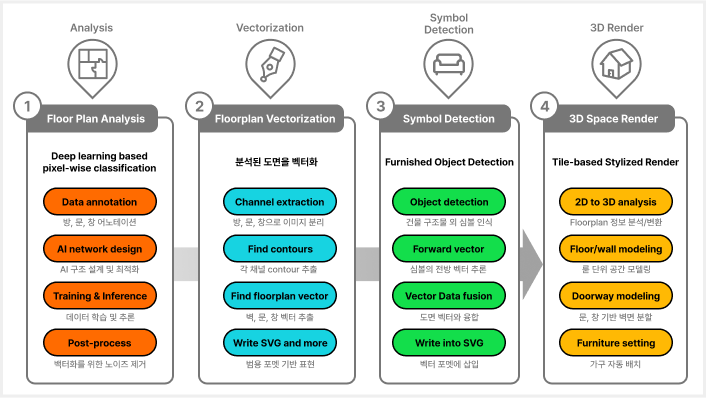 Analysis
1
Floor Plan Analysis
Deep learning based
pixel-wise classification
Data annotation
방, 문, 창 어노테이션
AI network design
AI 구조 설계 및 최적화
Training & Inference
데이터 학습 및 추론
Post-process
벡터화를 위한 노이즈 제거
Vectorization
2
Floorplan Vectorization
분석된 도면을 벡터화
Channel extraction
방, 문, 창으로 이미지 분리
Find contours
각 채널 contour 추출
Find floorplan vector
벽, 문, 창 벡터 추출
Write SVG and more
범용 포맷 기반 표현
Symbol
Detection
3
Symbol Detection
Furnished Object Detection
Object detection
건물 구조물 외 심볼 인식
Forward vector
심볼의 전방 벡터 추론
Vector Data fusion
도면 벡터와 융합
Write into SVG
벡터 포맷에 삽입
3D Render
4
3D Space Render
Tile-based Stylized Render
2D to 3D analysis
Floorplan 정보 분석/변환
Floor/wall modeling
룸 단위 공간 모델링
Doorway modeling
문, 창 기반 벽면 분할
Furniture setting
가구 자동 배치